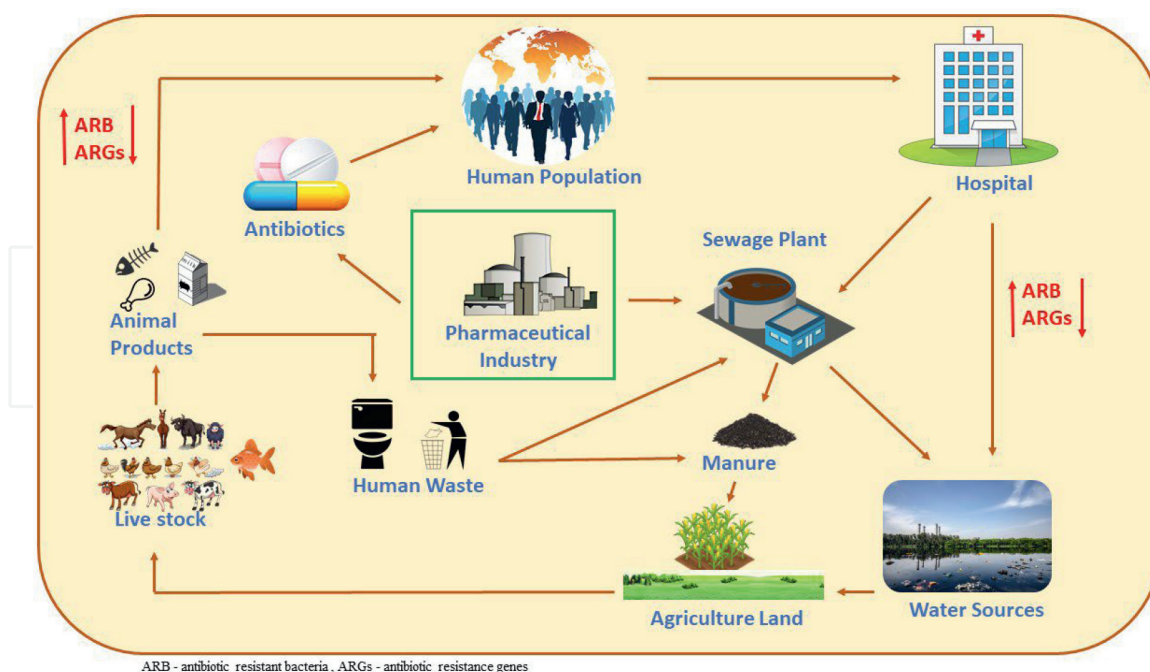 Human Population
Hospital
ARB
ARGs
Antibiotics
Sewage Plant
MILK
Animal
Products
Pharmaceutical
Industry
ARB
ARGs
Human Waste
Manure
Live stock
Agriculture Land
Water Sources
ARB - antibiotic resistant bacteria , ARGs - antibiotic resistance genes